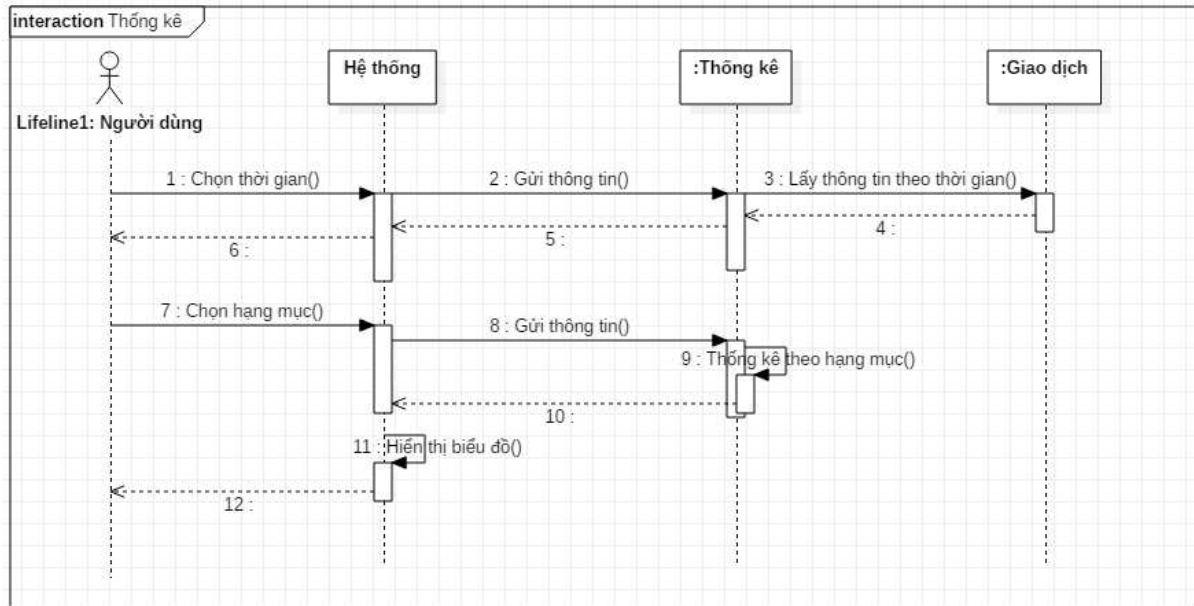 interaction Thống kê
Hệ thống
:Thống kê
:Giao dịch
Lifeline1: Người dùng
1 : Chọn thời gian()
2 : Gửi thông tin()
3 : Lấy thông tin theo thời gian()
4 :
5 :
6 :
7 : Chọn hạng mục()
8 : Gửi thông tin()
9 : Thống kê theo hạng mục()
10 :
11 : Hiển thị biểu đồ()
12 :